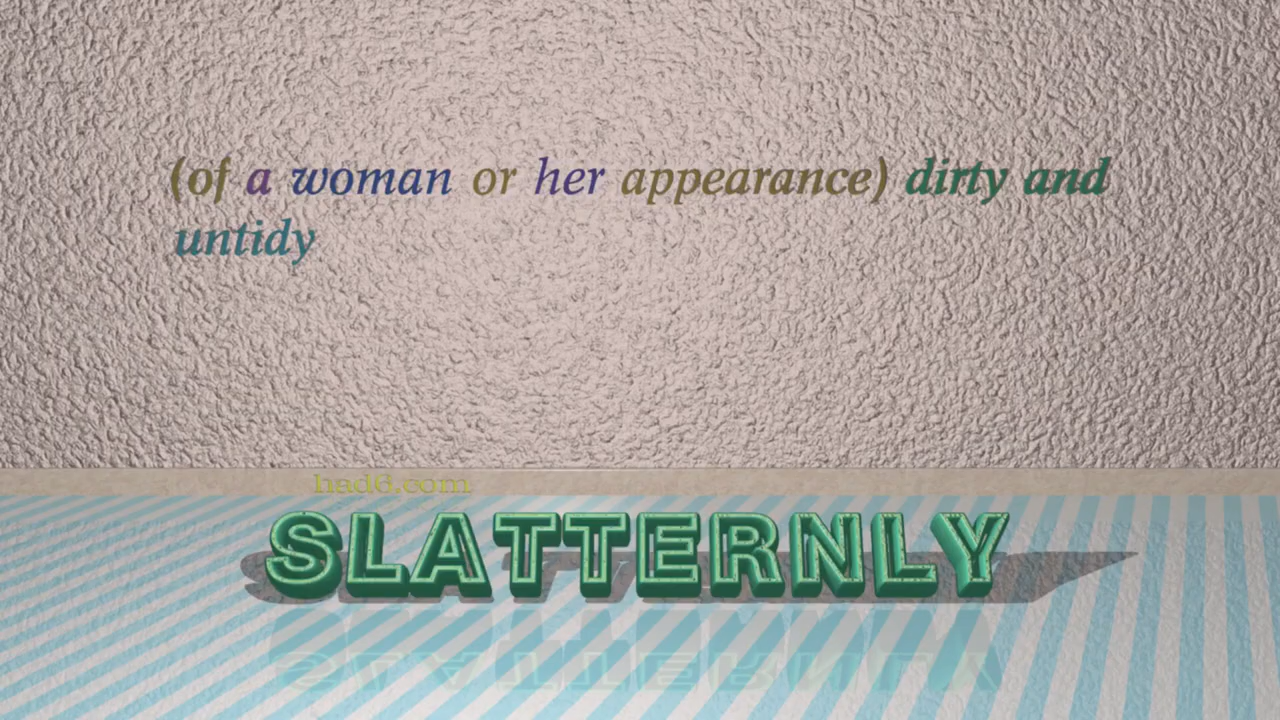 (of a woman or her appearance) dirty and
untidy
had6.com
SLATTERNLY